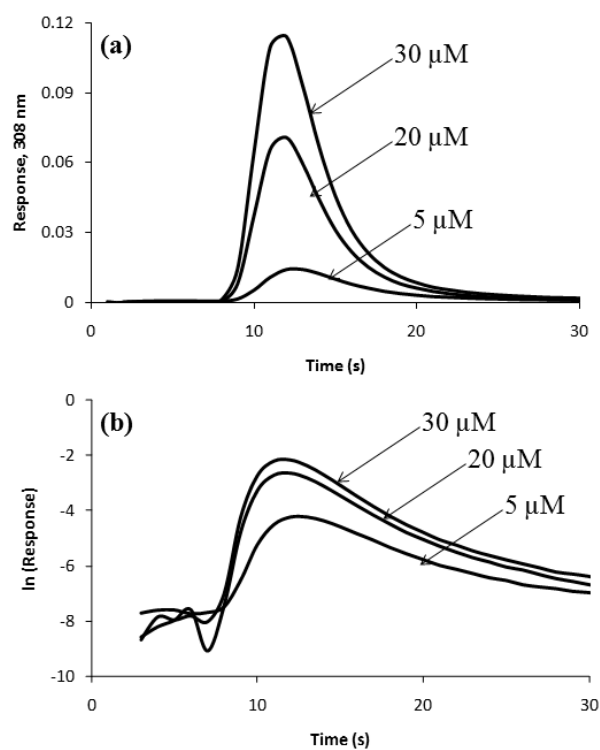 (a)
Response, 308 nm
0.12
0.09
0.06
0.03
0
30 µM
20 µM
5 µM
0
10
20
30
Time (s)
(b)
ln (Response)
0
-2
-4
-6
-8
-10
30 µM
20 µM
5 µM
0
10
20
30
Time (s)